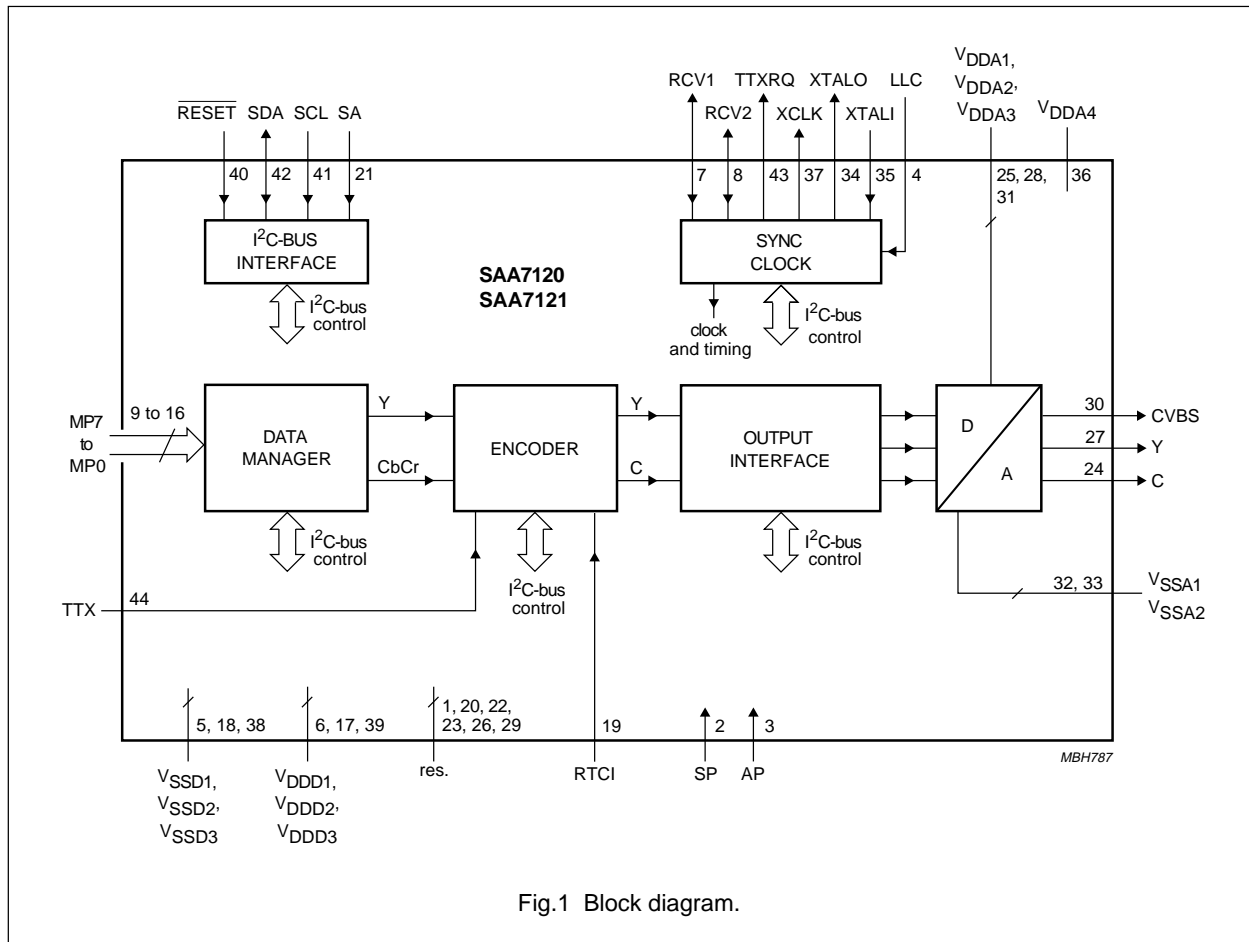 VDDA1,
VDDA2,
VDDA3
RCV1
TTXRQ
XTALO
LLC
RESET
SDA
SCL
SA
RCV2
XCLK
XTALI
VDDA4
40
42
41
21
7
8
43
37
34
35
4
25, 28,
31
36
I2C-BUS
INTERFACE
SYNC
CLOCK
SAA7120
SAA7121
I2C-bus
control
clock
and timing
I2C-bus
control
MP7
to
MP0
9 to 16
DATA
MANAGER
Y
CbCr
ENCODER
Y
C
OUTPUT
INTERFACE
D
A
30
CVBS
27
Y
24
C
I2C-bus
control
I2C-bus
control
I2C-bus
control
TTX
44
32, 33
VSSA1
VSSA2
5, 18, 38
6, 17, 39
1, 20, 22,
23, 26, 29
19
2
3
VSSD1,
VSSD2,
VSSD3
VDDD1,
VDDD2,
VDDD3
res.
RTCI
SP
AP
MBH787
Fig.1 Block diagram.